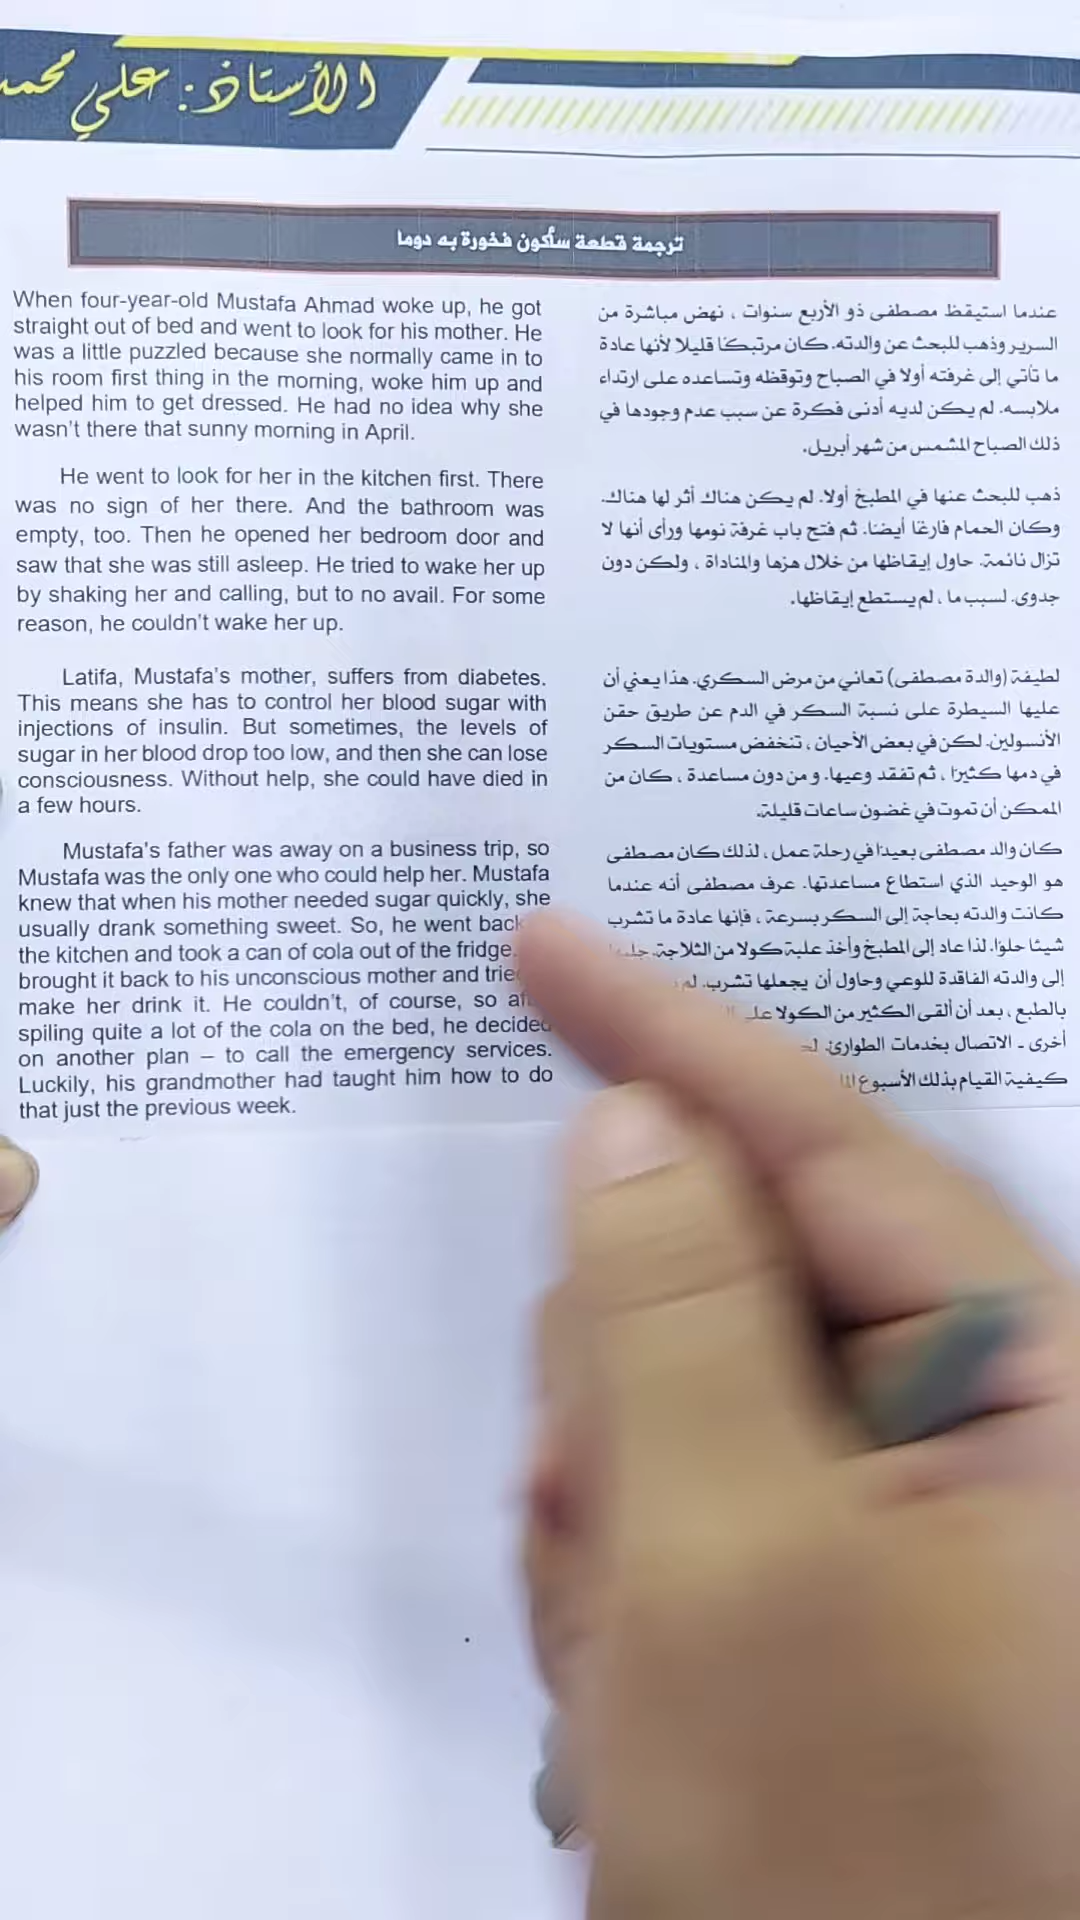 الأستاذ: علي محمد
ترجمة قطعة سأكون فخورة به دوما
When four-year-old Mustafa Ahmad woke up, he got
straight out of bed and went to look for his mother. He
was a little puzzled because she normally came in to
his room first thing in the morning, woke him up and
helped him to get dressed. He had no idea why she
wasn't there that sunny morning in April.
He went to look for her in the kitchen first. There
was no sign of her there. And the bathroom was
empty, too. Then he opened her bedroom door and
saw that she was still asleep. He tried to wake her up
by shaking her and calling, but to no avail. For some
reason, he couldn't wake her up.
Latifa, Mustafa's mother, suffers from diabetes.
This means she has to control her blood sugar with
injections of insulin. But sometimes, the levels of
sugar in her blood drop too low, and then she can lose
consciousness. Without help, she could have died in
a few hours.
Mustafa's father was away on a business trip, so
Mustafa was the only one who could help her. Mustafa
knew that when his mother needed sugar quickly, she
usually drank something sweet. So, he went back
the kitchen and took a can of cola out of the fridge.
brought it back to his unconscious mother and
make her drink it. He couldn't, of course, so
spiling quite a lot of the cola on the bed, he decided
on another plan – to call the emergency services.
Luckily, his grandmother had taught him how to do
that just the previous week.
عندما استيقظ مصطفى ذو الأربع سنوات ، نهض مباشرة من
السرير وذهب للبحث عن والدته. كان مرتبكًا قليلا لأنها عادة
ما تأتي إلى غرفته أولا في الصباح وتوقظه وتساعده على ارتداء
ملابسه. لم يكن لديه أدنى فكرة عن سبب عدم وجودها في
ذلك الصباح المشمس من شهر أبريل.
ذهب للبحث عنها في المطبخ أولا. لم يكن هناك أثر لها هناك.
وكان الحمام فارغًا أيضًا. ثم فتح باب غرفة نومها ورأى أنها لا
تزال نائمة. حاول إيقاظها من خلال هزها والمناداة ، ولكن دون
جدوى. لسبب ما ، لم يستطع إيقاظها.
لطيفة (والدة مصطفى) تعاني من مرض السكري. هذا يعني أن
عليها السيطرة على نسبة السكر في الدم عن طريق حقن
الأنسولين. لكن في بعض الأحيان ، تنخفض مستويات السكر
في دمها كثيرًا ، ثم تفقد وعيها. و من دون مساعدة ، كان من
الممكن أن تموت في غضون ساعات قليلة.
كان والد مصطفى بعيدًا في رحلة عمل ، لذلك كان مصطفى
هو الوحيد الذي استطاع مساعدتها. عرف مصطفى أنه عندما
كانت والدته بحاجة إلى السكر بسرعة ، فإنها عادة ما تشرب
شيئًا حلوًا. لذا عاد إلى المطبخ وأخذ علبة كولا من الثلاجة.
إلى والدته الفاقدة للوعي وحاول أن يجعلها تشرب. لم
بالطبع ، بعد أن ألقى الكثير من الكولا
أخرى - الاتصال بخدمات الطوارئ.
كيفية القيام بذلك الأسبوع